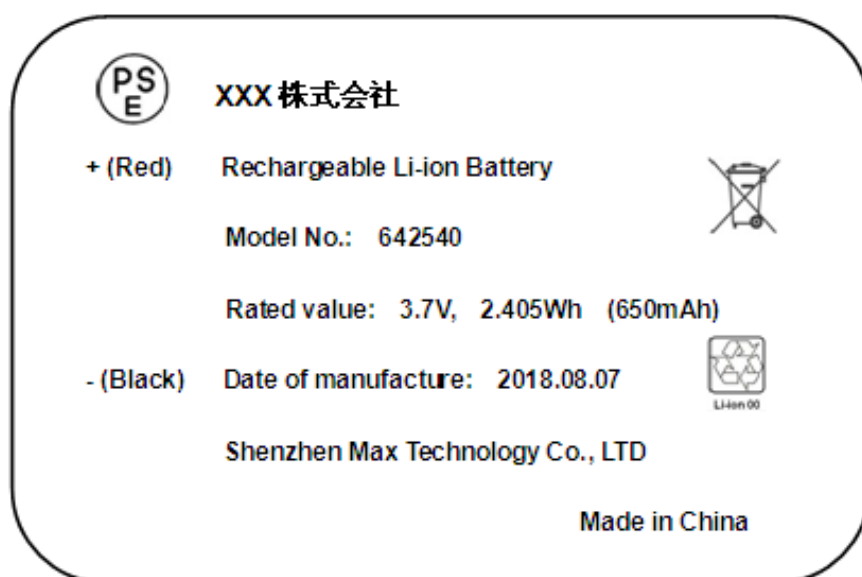 PS
E
XXX 株式会社
+ (Red) Rechargeable Li-ion Battery
Model No.: 642540
Rated value: 3.7V, 2.405Wh (650mAh)
- (Black) Date of manufacture: 2018.08.07
Li-ion 00
Shenzhen Max Technology Co., LTD
Made in China